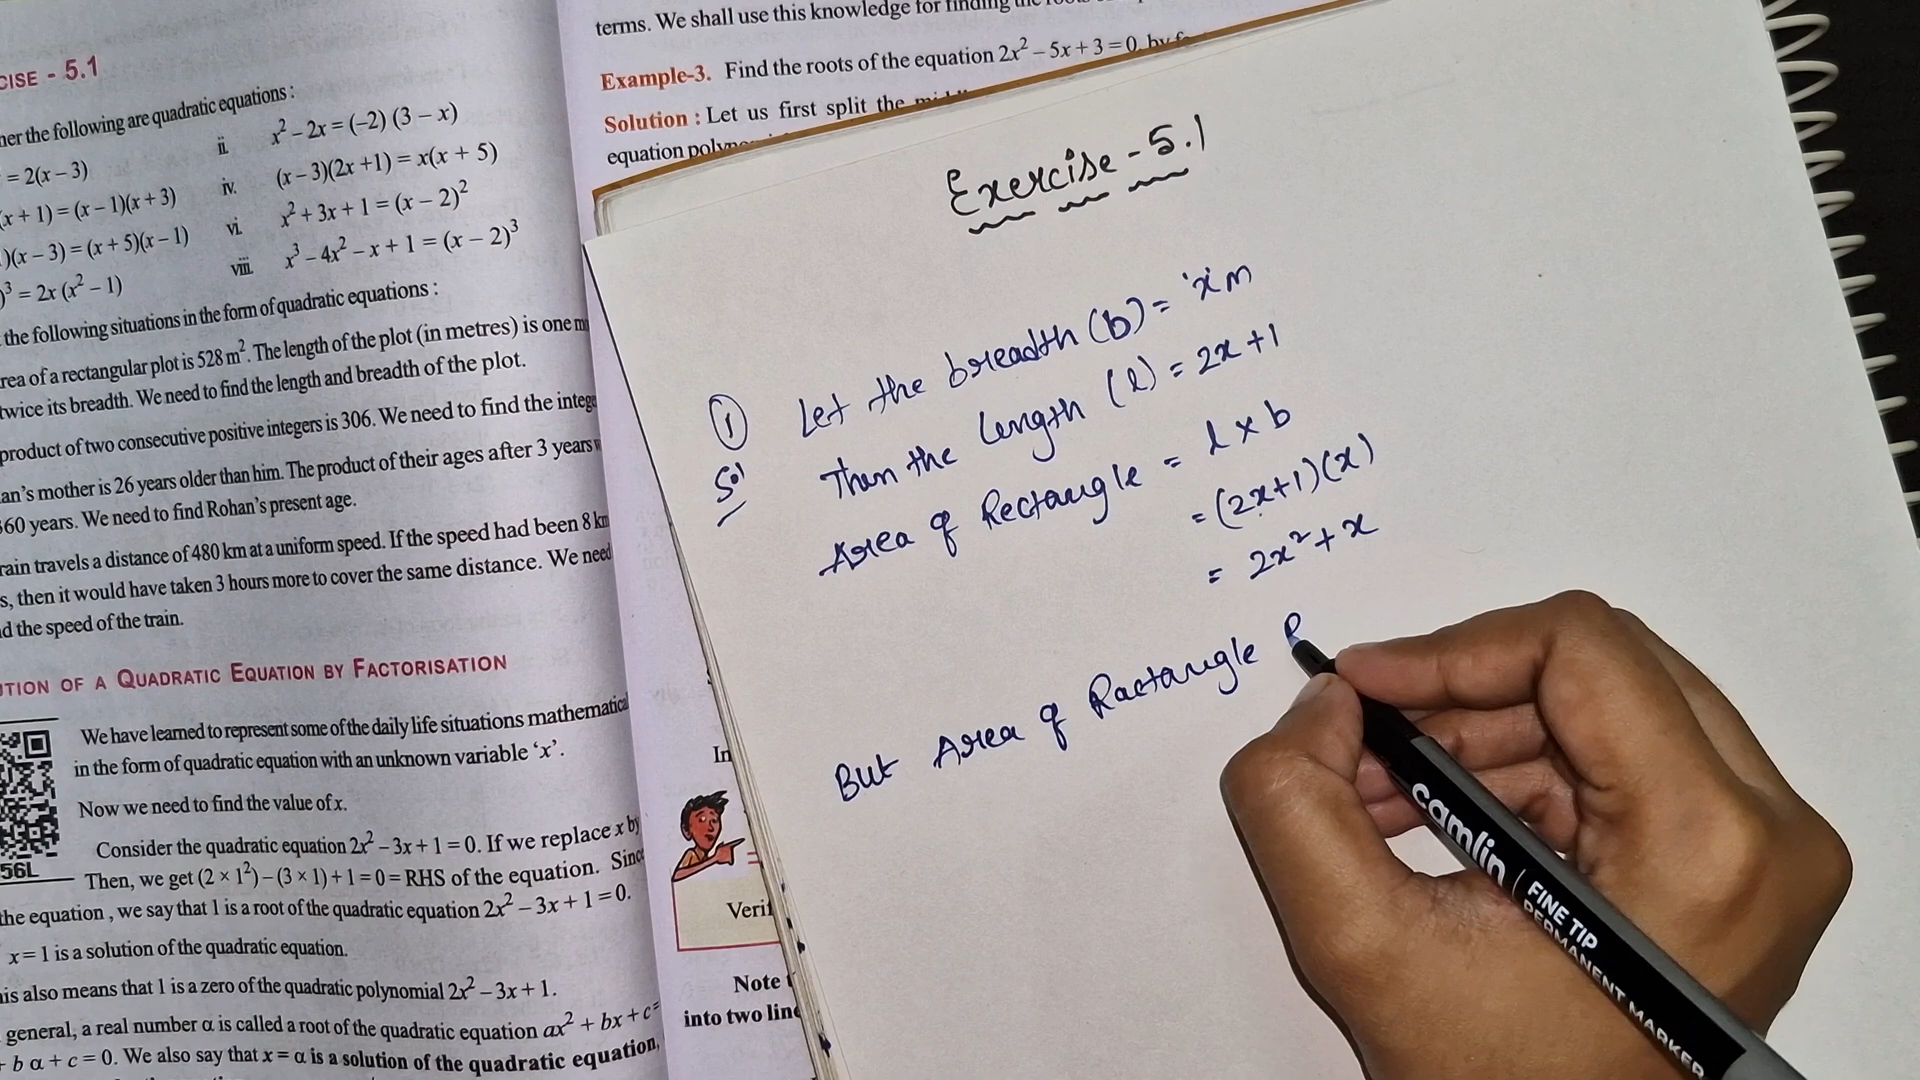 CISE - 5.1
her the following are quadratic equations :
ii. x² – 2x = (–2) (3 – x)
= 2(x – 3)
iv. (x – 3)(2x +1) = x(x + 5)
(x + 1) = (x – 1)(x + 3)
vi. x² + 3x + 1 = (x – 2)²
)(x – 3) = (x + 5)(x – 1)
viii. x³ – 4x² – x + 1 = (x – 2)³
)³ = 2x (x² – 1)
the following situations in the form of quadratic equations :
rea of a rectangular plot is 528 m². The length of the plot (in metres) is one m
twice its breadth. We need to find the length and breadth of the plot.
product of two consecutive positive integers is 306. We need to find the intege
an's mother is 26 years older than him. The product of their ages after 3 years w
360 years. We need to find Rohan's present age.
rain travels a distance of 480 km at a uniform speed. If the speed had been 8 km
s, then it would have taken 3 hours more to cover the same distance. We need
d the speed of the train.
TION OF A QUADRATIC EQUATION BY FACTORISATION
We have learned to represent some of the daily life situations mathematical
in the form of quadratic equation with an unknown variable ‘x’.
Now we need to find the value of x.
56L
Consider the quadratic equation 2x² – 3x + 1 = 0. If we replace x by
Then, we get (2 × 1²) – (3 × 1) + 1 = 0 = RHS of the equation. Since
the equation , we say that 1 is a root of the quadratic equation 2x² – 3x + 1 = 0.
x = 1 is a solution of the quadratic equation.
is also means that 1 is a zero of the quadratic polynomial 2x² – 3x + 1.
general, a real number α is called a root of the quadratic equation ax² + bx + c =
b α + c = 0. We also say that x = α is a solution of the quadratic equation,
terms. We shall use this knowledge for finding the
Example-3. Find the roots of the equation 2x² – 5x + 3 = 0, by
Solution : Let us first split the
equation
In
Verif
Note
into two line
Exercise - 5.1
① Let the breadth (b) = 'x' m
Sol Then the length (l) = 2x + 1
Area of Rectangle = l × b
= (2x+1)(x)
= 2x² + x
But Area of Ractangle
camlin FINE TIP
PERMANENT MARKER